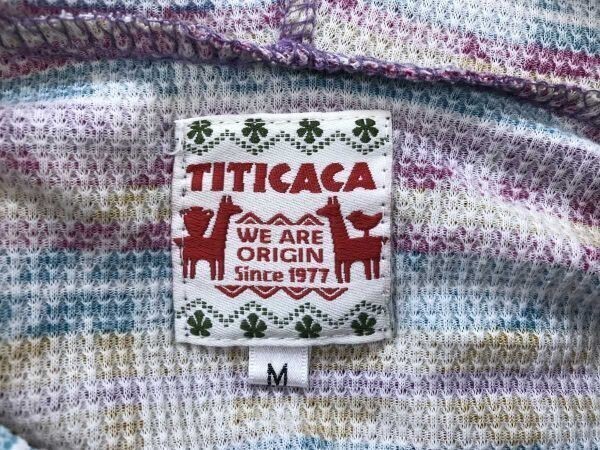 TITICACA
WE ARE
ORIGIN
Since 1977
M